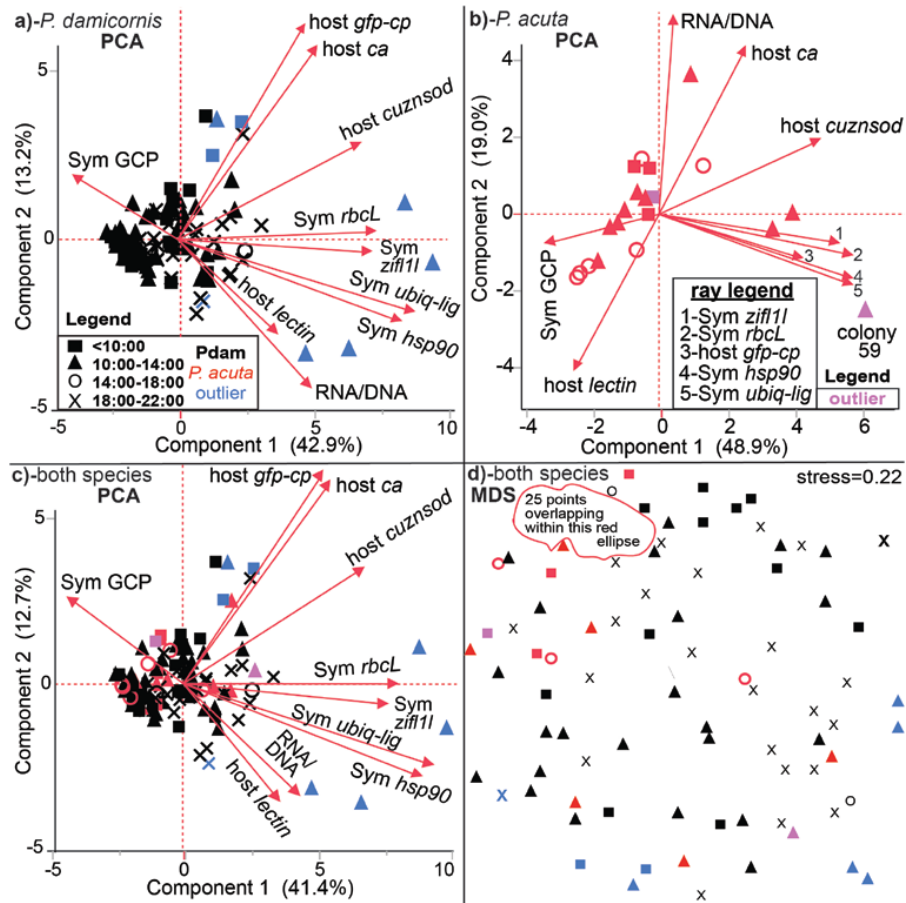 a)-P. damicornis
PCA
host gfp-cp
host ca
host cuznsod
Sym GCP
Sym rbcL
Sym
zifl1l
Sym ubiq-lig
Sym hsp90
host lectin
RNA/DNA
Component 2 (13.2%)
5
0
-5
Legend
<10:00
10:00-14:00
14:00-18:00
18:00-22:00
Pdam
P. acuta
outlier
-5
0
5
10
Component 1 (42.9%)
b)-P. acuta
PCA
RNA/DNA
host ca
host cuznsod
Component 2 (19.0%)
4
2
0
-2
-4
Sym GCP
host lectin
1
2
3
4
5
ray legend
1-Sym zifl1l
2-Sym rbcL
3-host gfp-cp
4-Sym hsp90
5-Sym ubiq-lig
colony
59
Legend
outlier
-4
-2
0
2
4
6
Component 1 (48.9%)
c)-both species
PCA
host gfp-cp
host ca
host cuznsod
Sym GCP
Sym rbcL
Sym
zifl1l
Sym ubiq-lig
Sym hsp90
RNA/
DNA
host lectin
Component 2 (12.7%)
5
0
-5
-5
0
5
10
Component 1 (41.4%)
d)-both species
MDS
stress=0.22
25 points
overlapping
within this red
ellipse